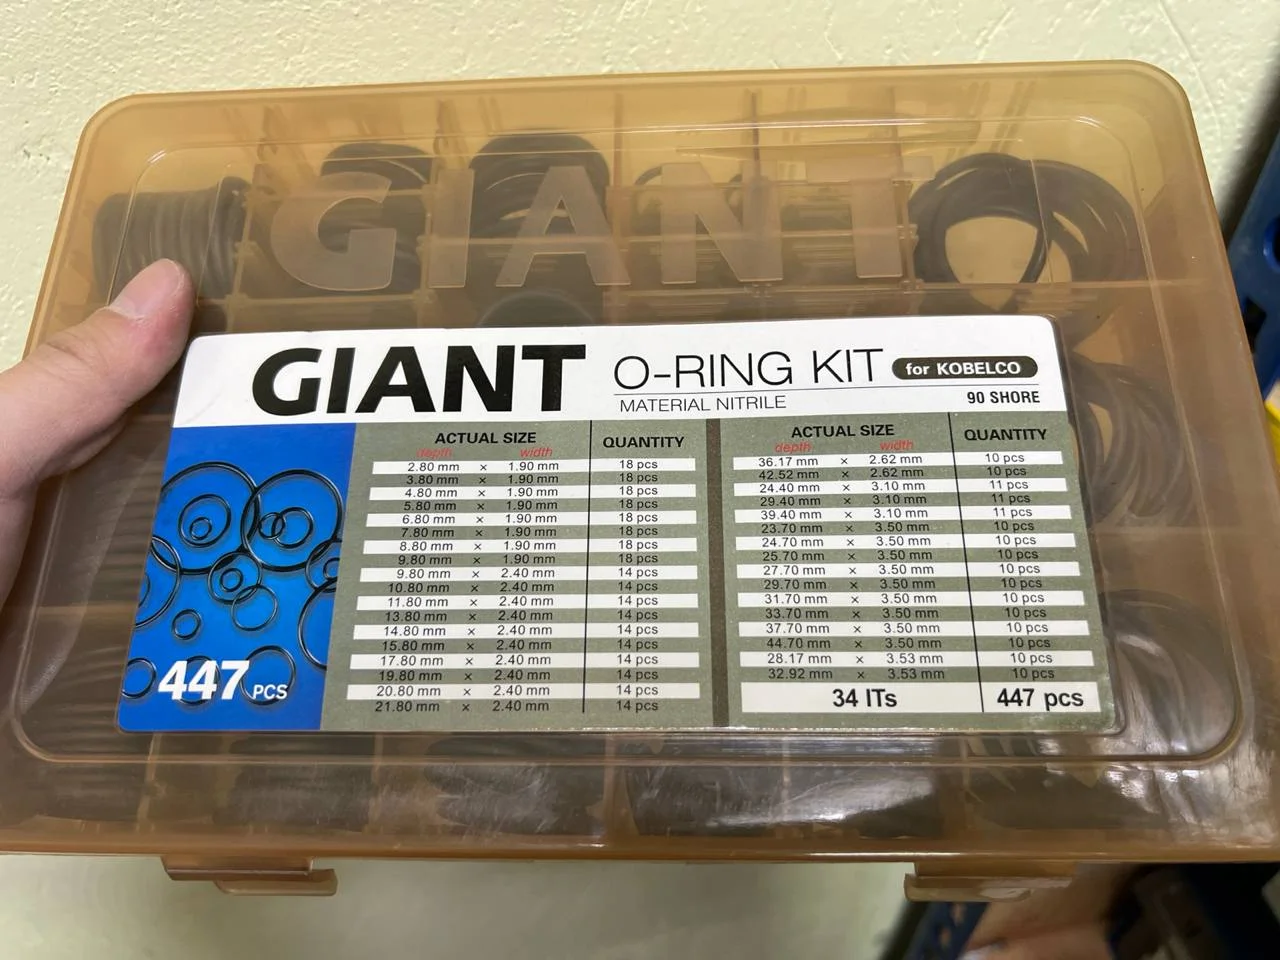 GIANT
GIANT O-RING KIT for KOBELCO
MATERIAL NITRILE 90 SHORE
ACTUAL SIZE QUANTITY
depth width
2.80 mm × 1.90 mm 18 pcs
3.80 mm × 1.90 mm 18 pcs
4.80 mm × 1.90 mm 18 pcs
5.80 mm × 1.90 mm 18 pcs
6.80 mm × 1.90 mm 18 pcs
7.80 mm × 1.90 mm 18 pcs
8.80 mm × 1.90 mm 18 pcs
9.80 mm × 1.90 mm 18 pcs
9.80 mm × 2.40 mm 14 pcs
10.80 mm × 2.40 mm 14 pcs
11.80 mm × 2.40 mm 14 pcs
13.80 mm × 2.40 mm 14 pcs
14.80 mm × 2.40 mm 14 pcs
15.80 mm × 2.40 mm 14 pcs
17.80 mm × 2.40 mm 14 pcs
19.80 mm × 2.40 mm 14 pcs
20.80 mm × 2.40 mm 14 pcs
21.80 mm × 2.40 mm 14 pcs
ACTUAL SIZE QUANTITY
depth width
36.17 mm × 2.62 mm 10 pcs
42.52 mm × 2.62 mm 10 pcs
24.40 mm × 3.10 mm 11 pcs
29.40 mm × 3.10 mm 11 pcs
39.40 mm × 3.10 mm 11 pcs
23.70 mm × 3.50 mm 10 pcs
24.70 mm × 3.50 mm 10 pcs
25.70 mm × 3.50 mm 10 pcs
27.70 mm × 3.50 mm 10 pcs
29.70 mm × 3.50 mm 10 pcs
31.70 mm × 3.50 mm 10 pcs
33.70 mm × 3.50 mm 10 pcs
37.70 mm × 3.50 mm 10 pcs
44.70 mm × 3.50 mm 10 pcs
28.17 mm × 3.53 mm 10 pcs
32.92 mm × 3.53 mm 10 pcs
34 ITs 447 pcs
447 PCS